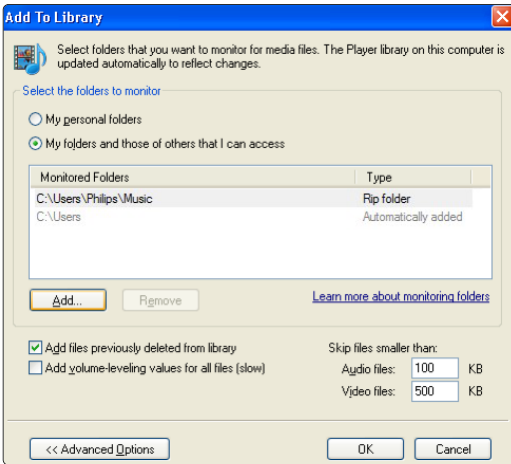 Add To Library
Select folders that you want to monitor for media files. The Player library on this computer is
updated automatically to reflect changes.
Select the folders to monitor
My personal folders
My folders and those of others that I can access
Monitored Folders Type
C:\Users\Philips\Music Rip folder
C:\Users Automatically added
Add... Remove Learn more about monitoring folders
Add files previously deleted from library Skip files smaller than:
Add volume-leveling values for all files (slow) Audio files: 100 KB
Video files: 500 KB
<< Advanced Options OK Cancel